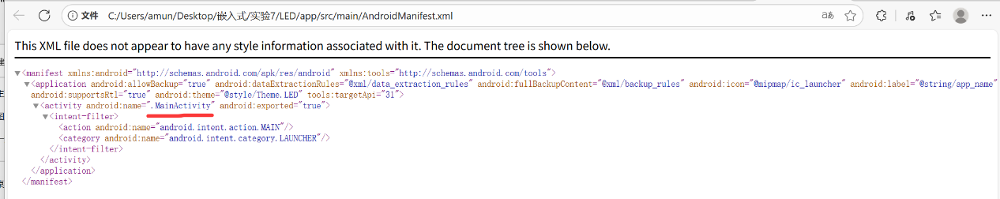 文件 C:/Users/amun/Desktop/嵌入式/实验7/LED/app/src/main/AndroidManifest.xml
This XML file does not appear to have any style information associated with it. The document tree is shown below.
▼<manifest xmlns:android="http://schemas.android.com/apk/res/android" xmlns:tools="http://schemas.android.com/tools">
▼<application android:allowBackup="true" android:dataExtractionRules="@xml/data_extraction_rules" android:fullBackupContent="@xml/backup_rules" android:icon="@mipmap/ic_launcher" android:label="@string/app_name"
android:supportsRtl="true" android:theme="@style/Theme.LED" tools:targetApi="31">
▼<activity android:name=".MainActivity" android:exported="true">
▼<intent-filter>
<action android:name="android.intent.action.MAIN"/>
<category android:name="android.intent.category.LAUNCHER"/>
</intent-filter>
</activity>
</application>
</manifest>